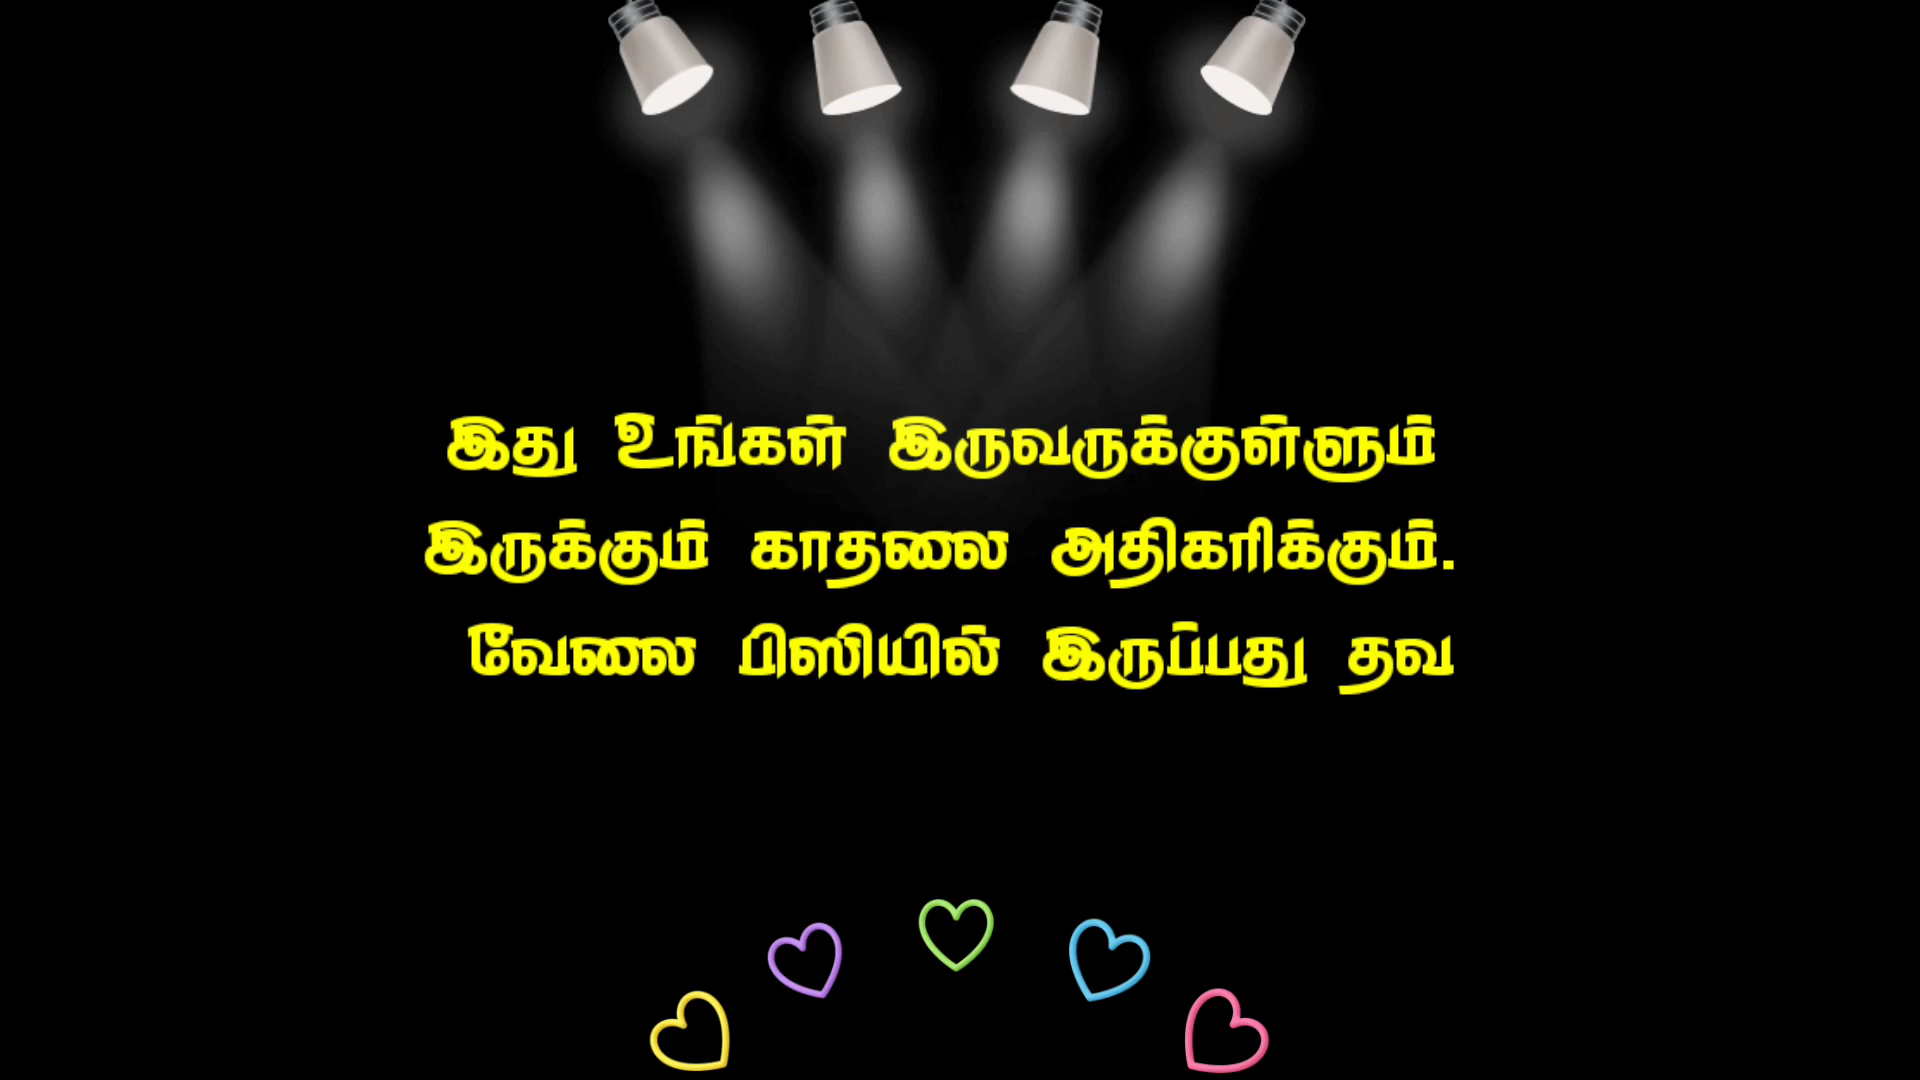 இது உங்கள் இருவருக்குள்ளும்
இருக்கும் காதலை அதிகரிக்கும்.
வேலை பிஸியில் இருப்பது தவ